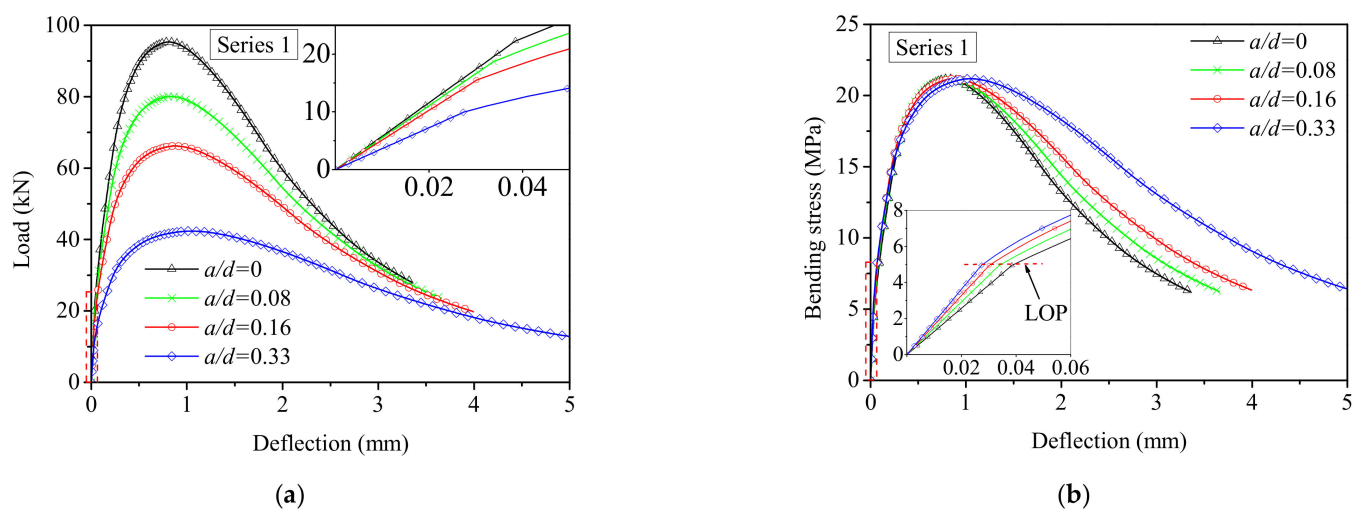 100
80
60
40
20
0
Load (kN)
Series 1
20
10
0
0.02 0.04
a/d=0
a/d=0.08
a/d=0.16
a/d=0.33
0 1 2 3 4 5
Deflection (mm)
(a)
25
20
15
10
5
0
Bending stress (MPa)
Series 1
a/d=0
a/d=0.08
a/d=0.16
a/d=0.33
8
6
4
2
0
LOP
0.02 0.04 0.06
0 1 2 3 4 5
Deflection (mm)
(b)